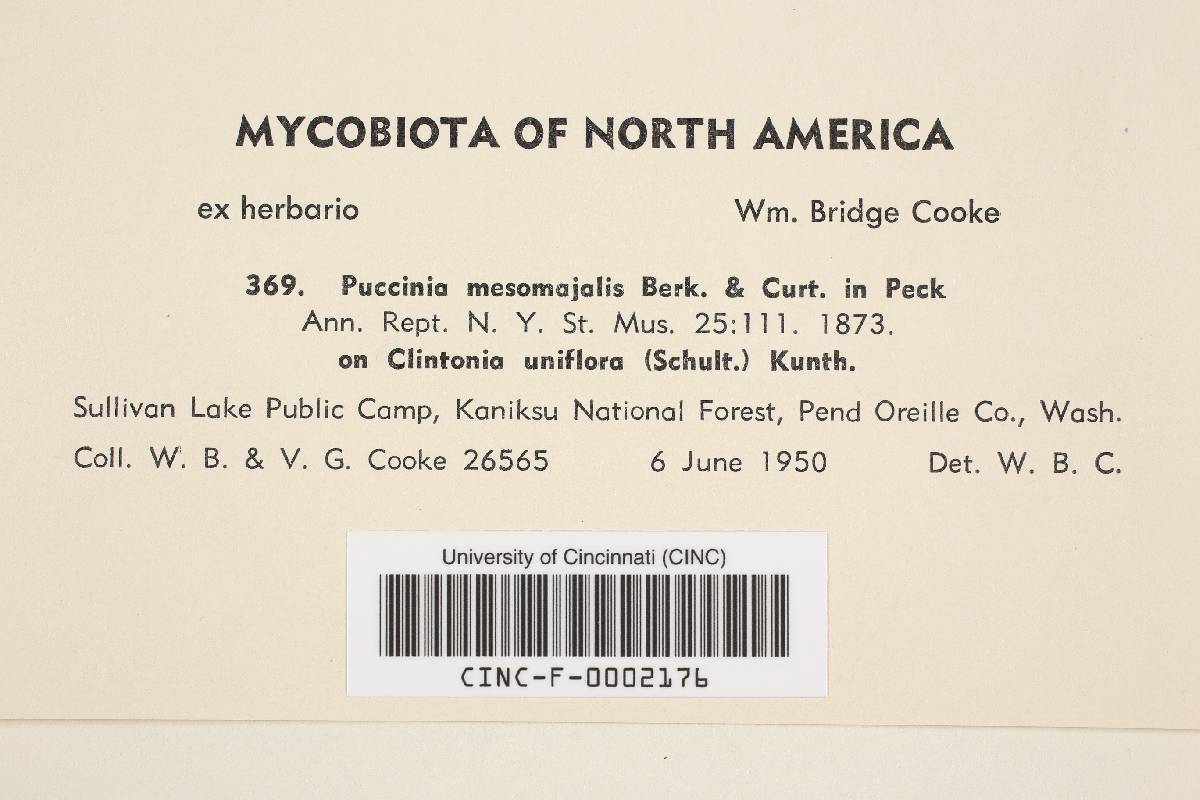 MYCOBIOTA OF NORTH AMERICA
ex herbario Wm. Bridge Cooke
369. Puccinia mesomajalis Berk. & Curt. in Peck
Ann. Rept. N. Y. St. Mus. 25:111. 1873.
on Clintonia uniflora (Schult.) Kunth.
Sullivan Lake Public Camp, Kaniksu National Forest, Pend Oreille Co., Wash.
Coll. W. B. & V. G. Cooke 26565 6 June 1950 Det. W. B. C.
University of Cincinnati (CINC)
CINC-F-0002176